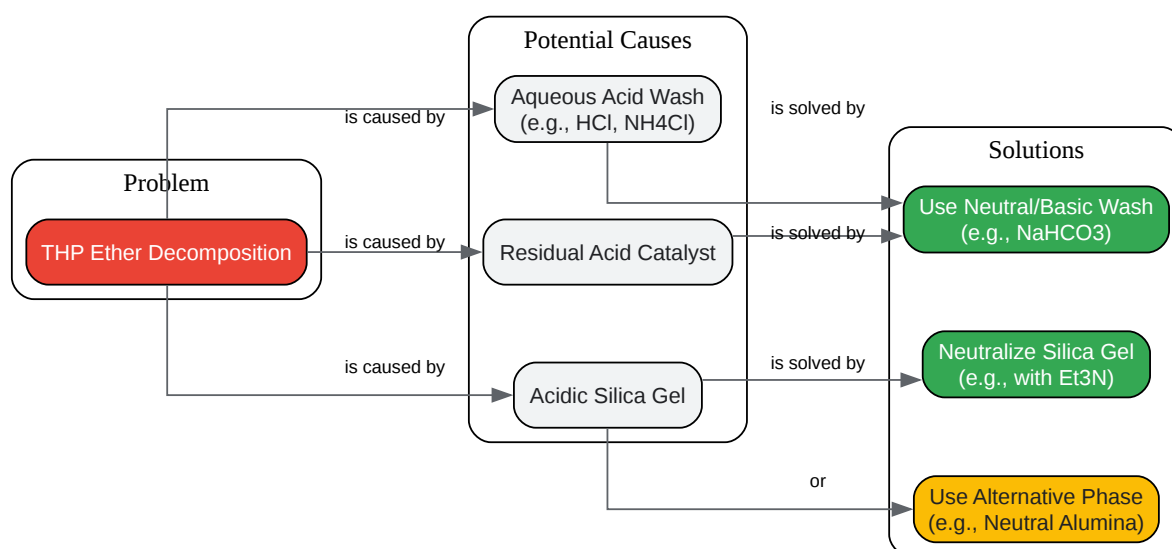 Potential Causes
Aqueous Acid Wash
(e.g., HCl, NH4Cl)
is caused by
is solved by
Problem
Solutions
THP Ether Decomposition
is caused by
Residual Acid Catalyst
is solved by
Use Neutral/Basic Wash
(e.g., NaHCO3)
is caused by
Acidic Silica Gel
is solved by
Neutralize Silica Gel
(e.g., with Et3N)
or
Use Alternative Phase
(e.g., Neutral Alumina)